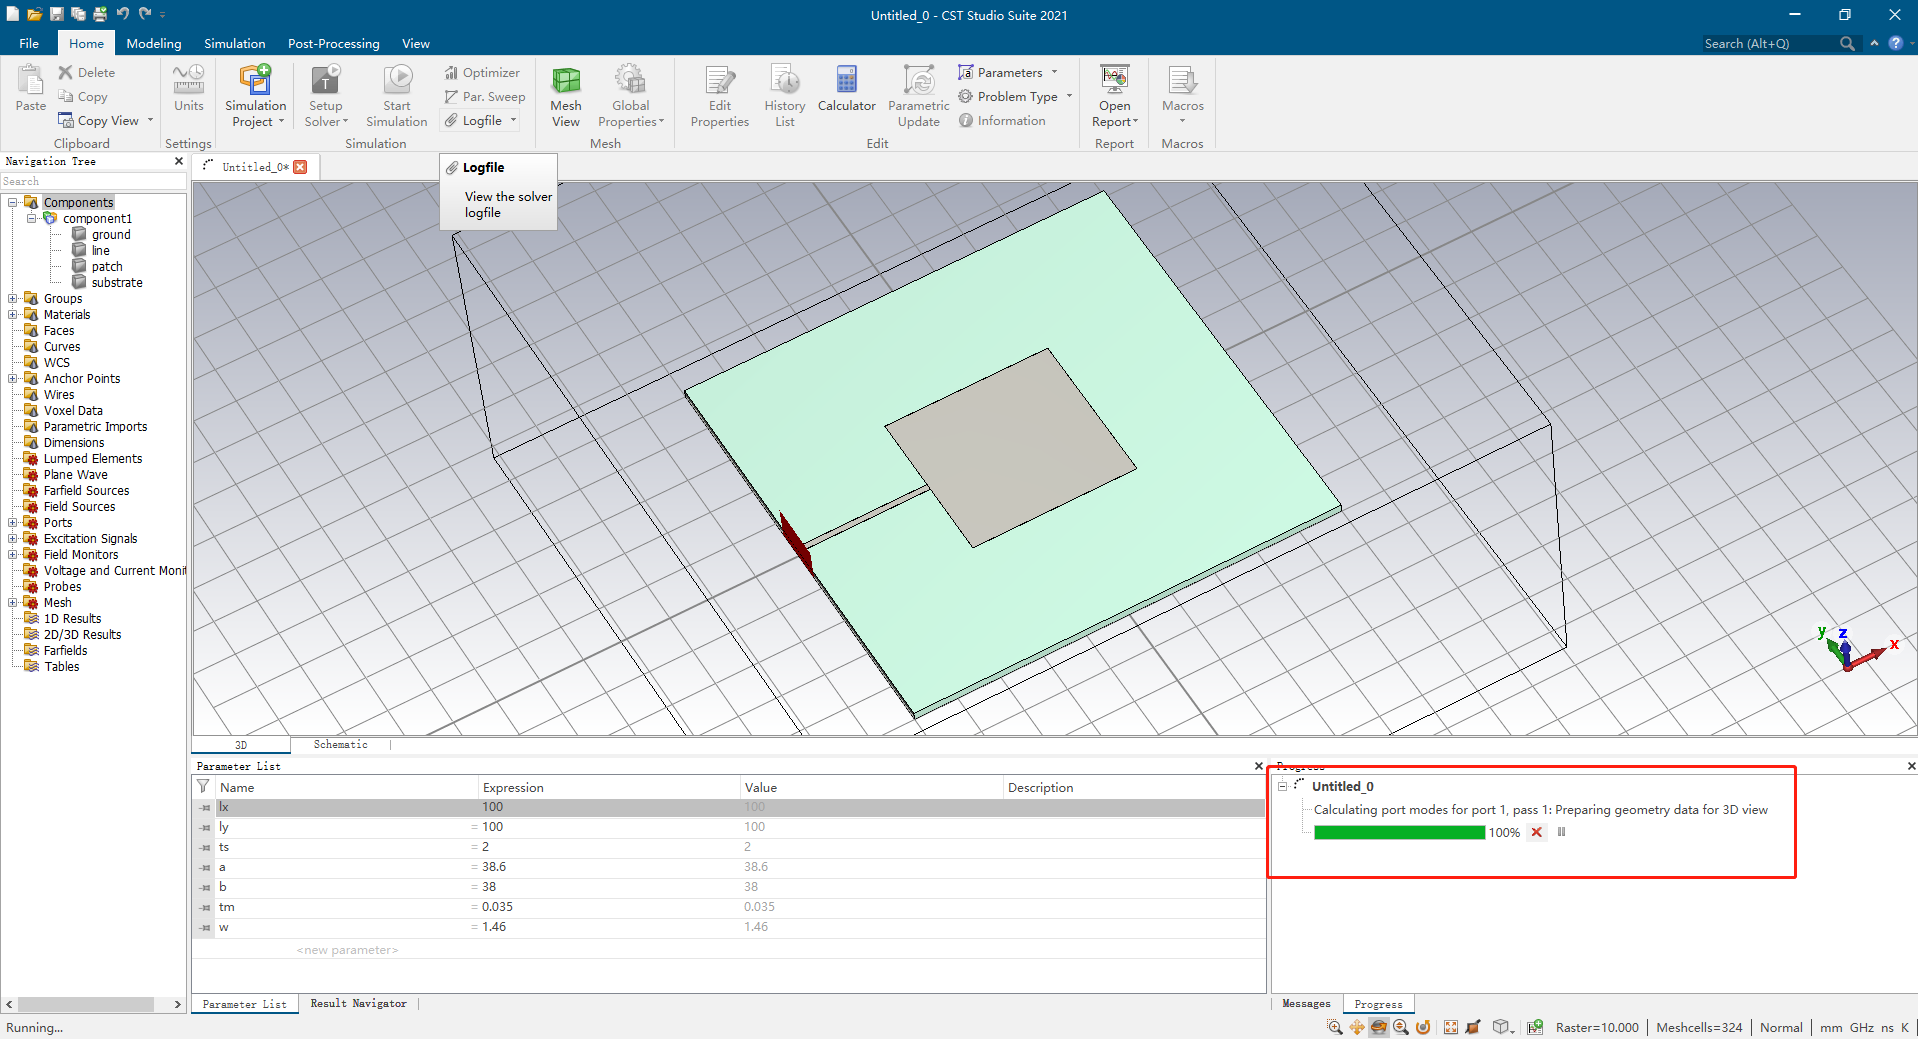 Untitled_0 - CST Studio Suite 2021
File Home Modeling Simulation Post-Processing View
Search (Alt+Q)
Paste
Delete
Copy
Copy View
Clipboard
Units
Settings
Simulation Project
Setup Solver
Start Simulation
Optimizer
Par. Sweep
Logfile
Simulation
Mesh View
Global Properties
Mesh
Edit Properties
History List
Calculator
Parametric Update
Parameters
Problem Type
Information
Edit
Open Report
Report
Macros
Macros
Navigation Tree
Search
Untitled_0*
Logfile
View the solver
logfile
Components
component1
ground
line
patch
substrate
Groups
Materials
Faces
Curves
WCS
Anchor Points
Wires
Voxel Data
Parametric Imports
Dimensions
Lumped Elements
Plane Wave
Farfield Sources
Field Sources
Ports
Excitation Signals
Field Monitors
Voltage and Current Monit
Probes
Mesh
1D Results
2D/3D Results
Farfields
Tables
y z x
3D Schematic
Parameter List
Name Expression Value Description
lx 100 100
ly = 100 100
ts = 2 2
a = 38.6 38.6
b = 38 38
tm = 0.035 0.035
w = 1.46 1.46
<new parameter>
Parameter List Result Navigator
Progress
Untitled_0
Calculating port modes for port 1, pass 1: Preparing geometry data for 3D view
100%
Messages Progress
Running...
Raster=10.000 Meshcells=324 Normal mm GHz ns K